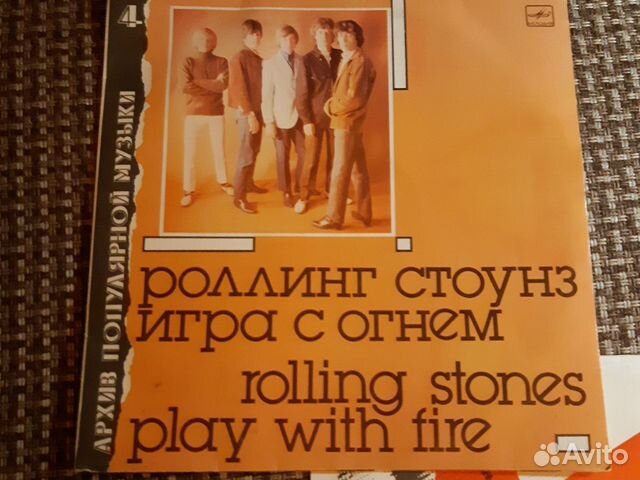 4
АРХИВ ПОПУЛЯРНОЙ МУЗЫКИ
РОЛЛИНГ СТОУНЗ
ИГРА С ОГНЕМ
rolling stones
play with fire
Avito